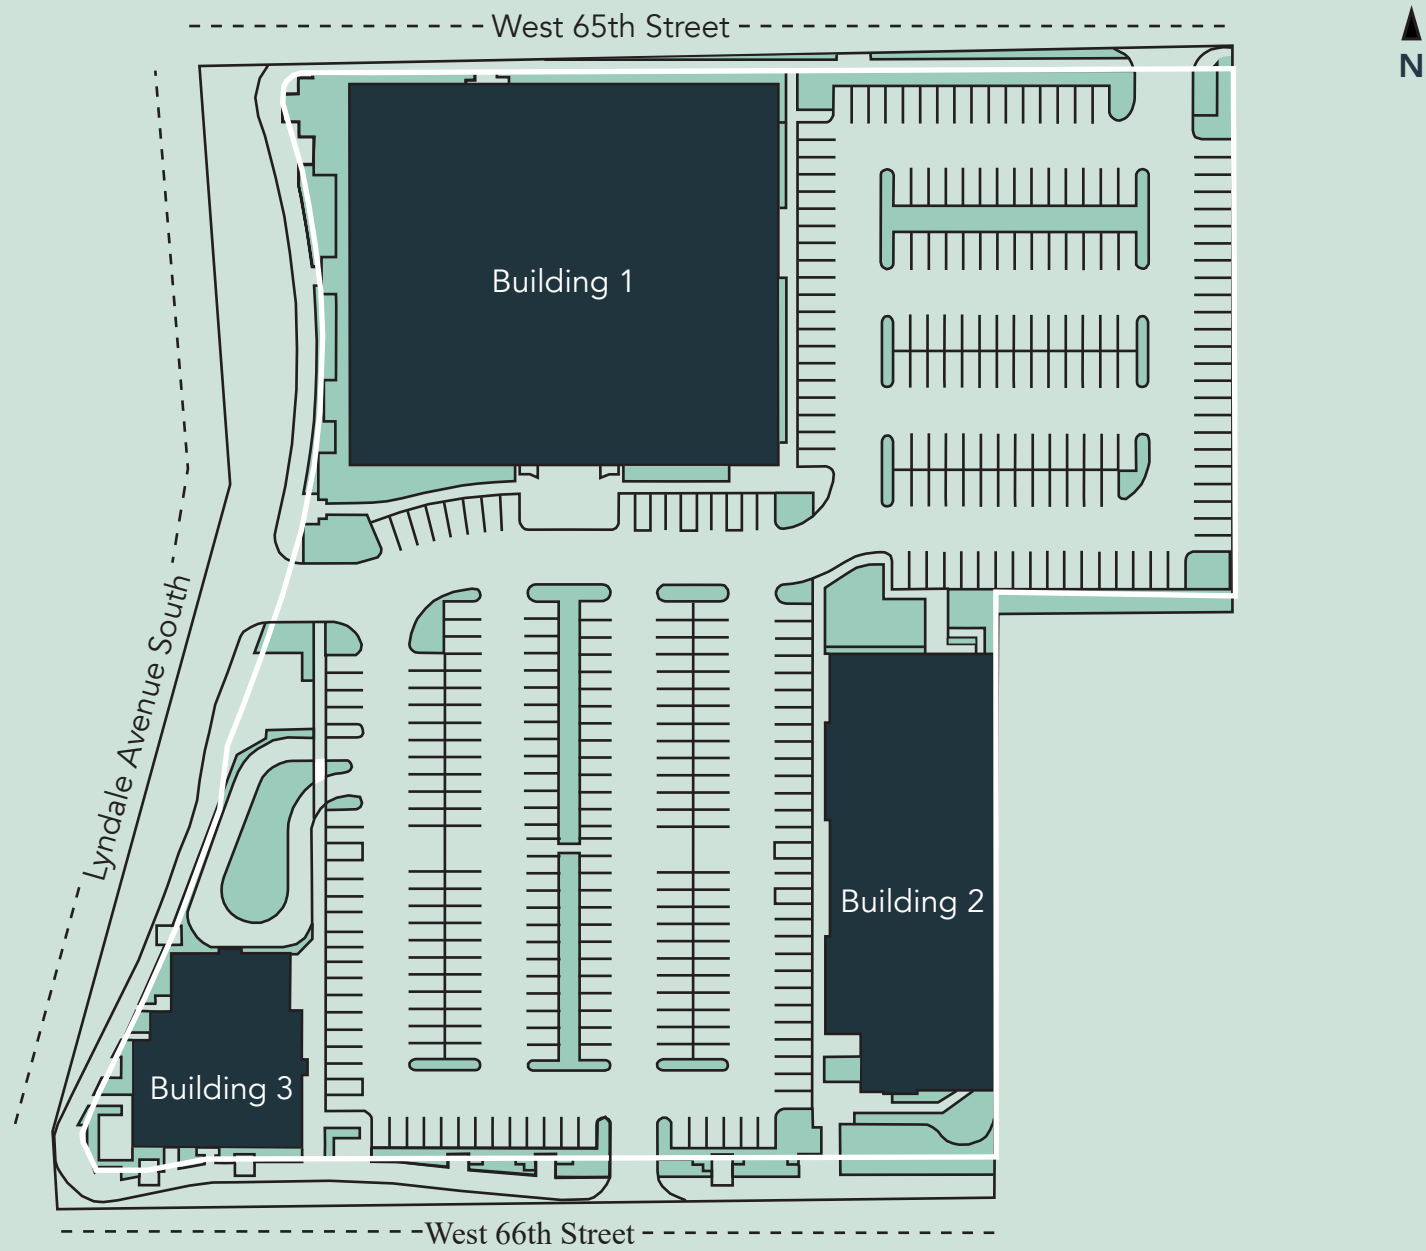 West 65th Street
N
Building 1
Lyndale Avenue South
Building 2
Building 3
West 66th Street